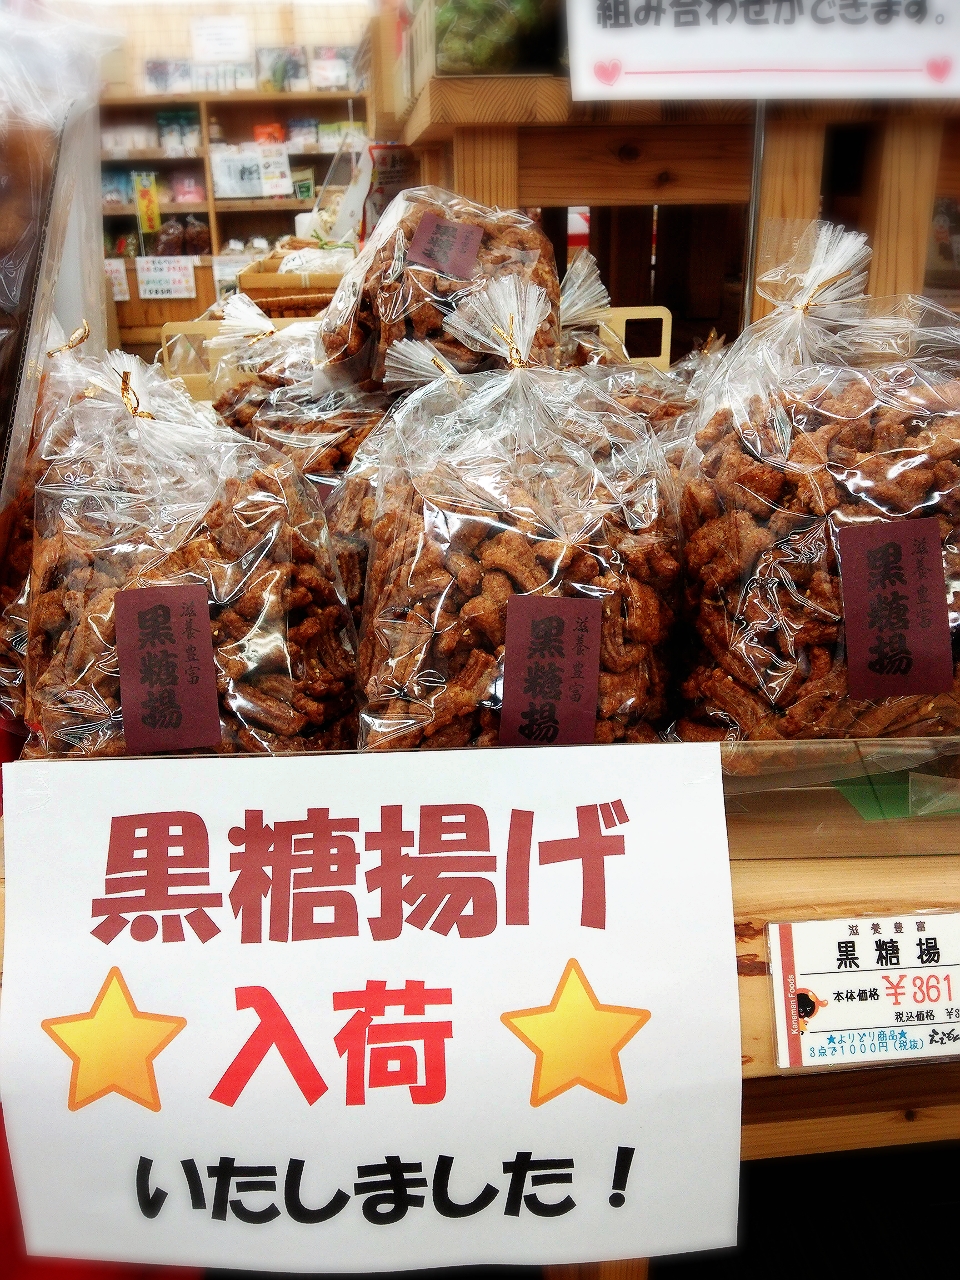 組み合わせができます。
滋養豊富
黒糖揚
滋養豊富
黒糖揚
滋養豊富
黒糖揚
黒糖揚げ
入荷
いたしました！
滋養豊富
黒糖揚
本体価格 ¥361
税込価格 ¥3
★よりどり商品★
3点で1000円(税抜)
Kaneman Foods